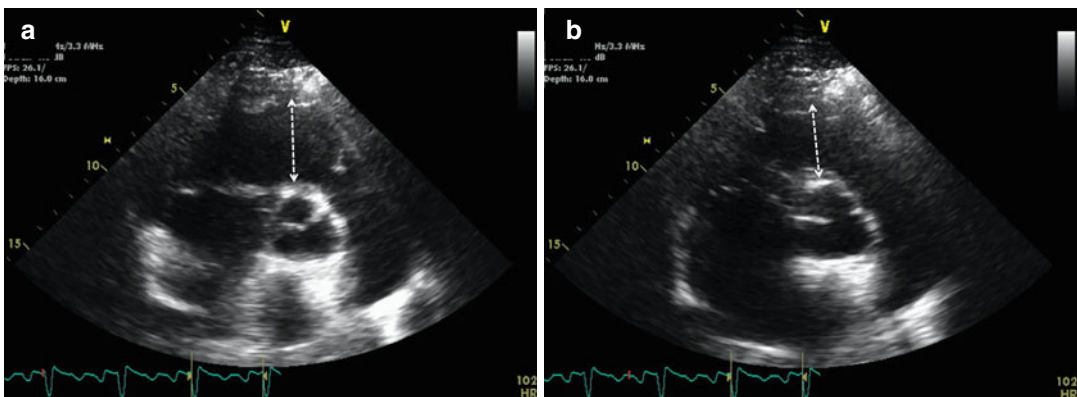 a
V
/3.3 MHz
dB
FPS: 26.1/
Depth: 16.0 cm
5
10
15
102
HR
b
V
Hz/3.3 MHz
dB
FPS: 26.1/
Depth: 16.0 cm
5
10
15
102
HR